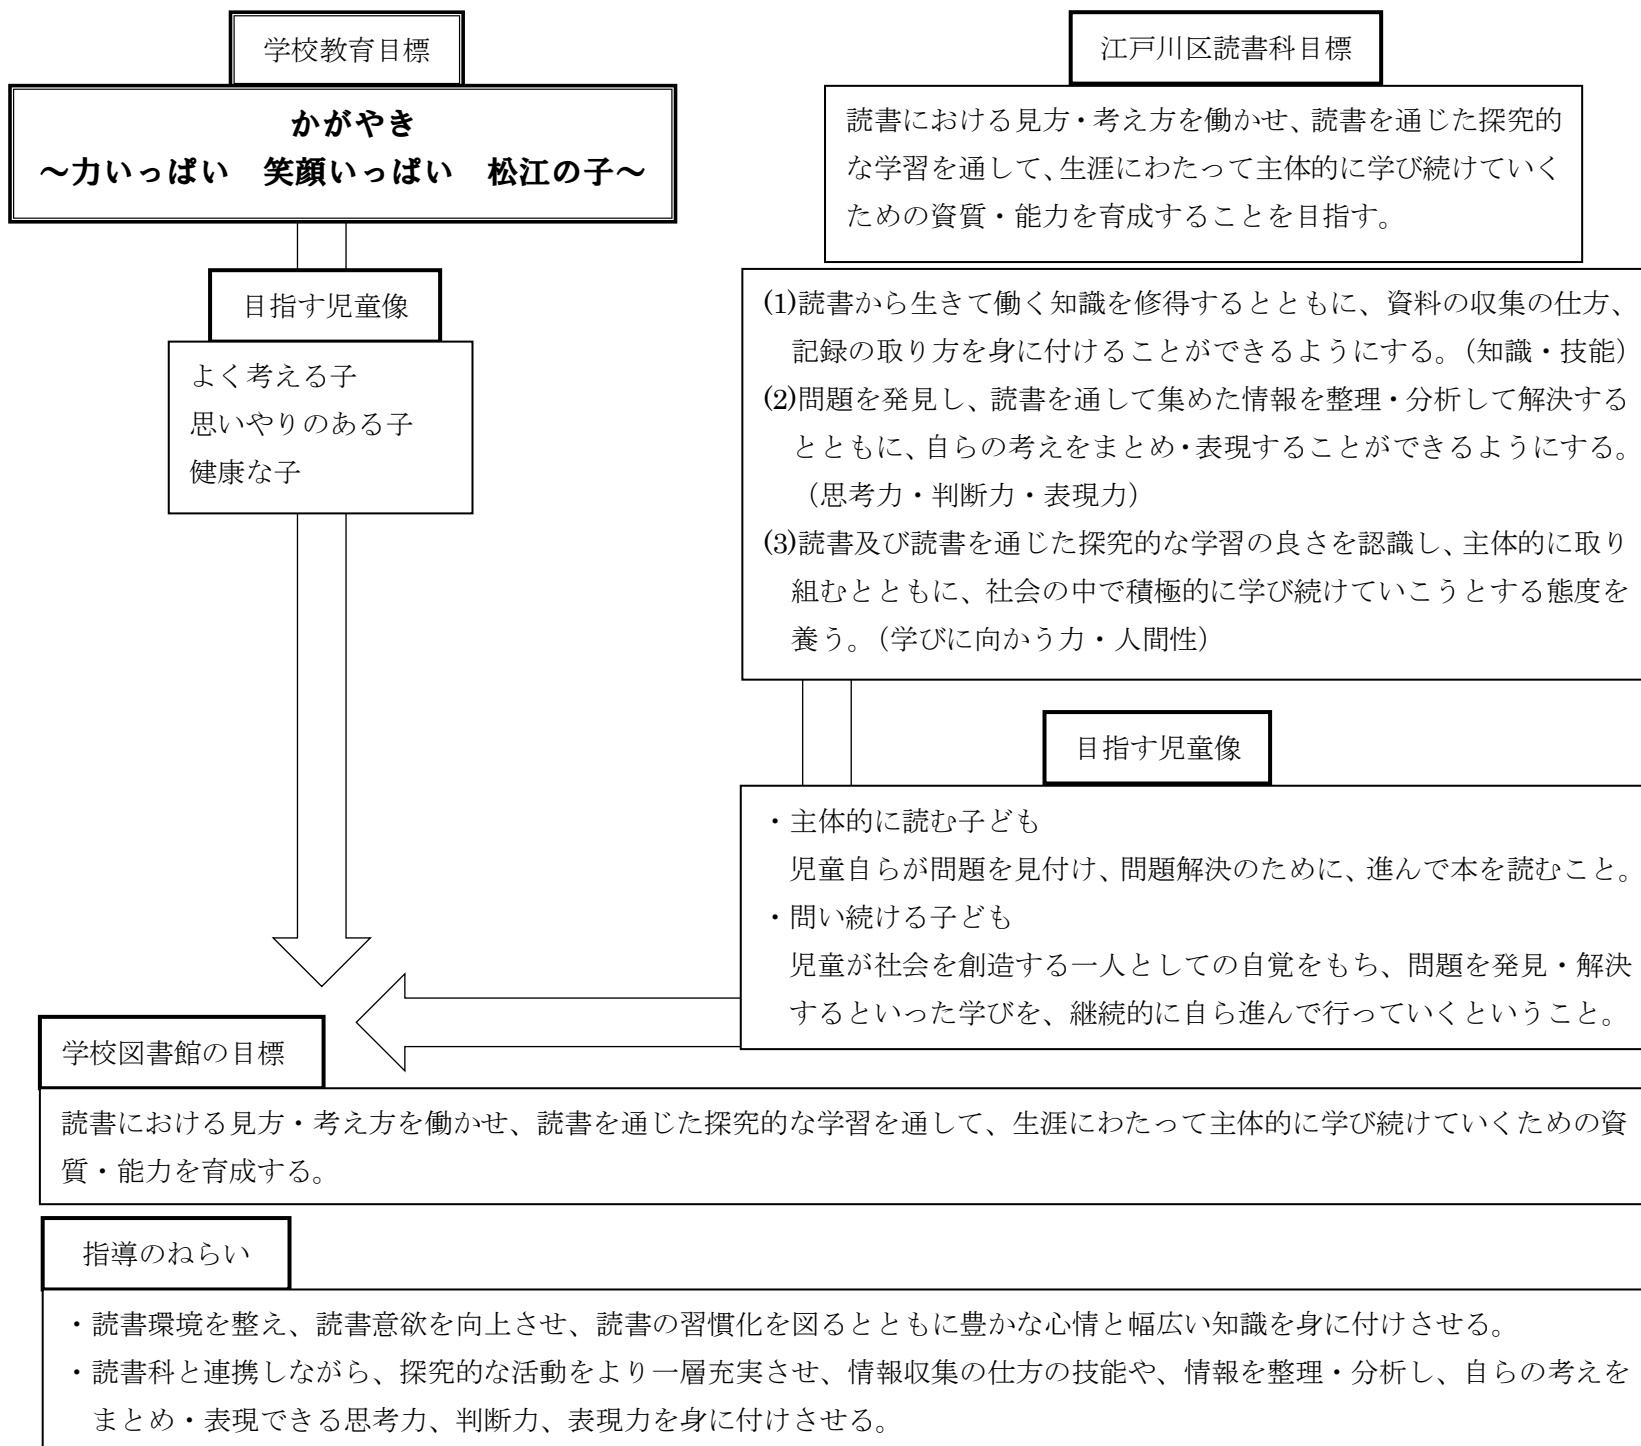 学校教育目標
かがやき
～力いっぱい　笑顔いっぱい　松江の子～
目指す児童像
よく考える子
思いやりのある子
健康な子
江戸川区読書科目標
読書における見方・考え方を働かせ、読書を通じた探究的
な学習を通して、生涯にわたって主体的に学び続けていく
ための資質・能力を育成することを目指す。
(1)読書から生きて働く知識を修得するとともに、資料の収集の仕方、
記録の取り方を身に付けることができるようにする。（知識・技能）
(2)問題を発見し、読書を通して集めた情報を整理・分析して解決する
とともに、自らの考えをまとめ・表現することができるようにする。
（思考力・判断力・表現力）
(3)読書及び読書を通じた探究的な学習の良さを認識し、主体的に取り
組むとともに、社会の中で積極的に学び続けていこうとする態度を
養う。（学びに向かう力・人間性）
目指す児童像
・主体的に読む子ども
児童自らが問題を見付け、問題解決のために、進んで本を読むこと。
・問い続ける子ども
児童が社会を創造する一人としての自覚をもち、問題を発見・解決
するといった学びを、継続的に自ら進んで行っていくということ。
学校図書館の目標
読書における見方・考え方を働かせ、読書を通じた探究的な学習を通して、生涯にわたって主体的に学び続けていくための資
質・能力を育成する。
指導のねらい
・読書環境を整え、読書意欲を向上させ、読書の習慣化を図るとともに豊かな心情と幅広い知識を身に付けさせる。
・読書科と連携しながら、探究的な活動をより一層充実させ、情報収集の仕方の技能や、情報を整理・分析し、自らの考えを
まとめ・表現できる思考力、判断力、表現力を身に付けさせる。